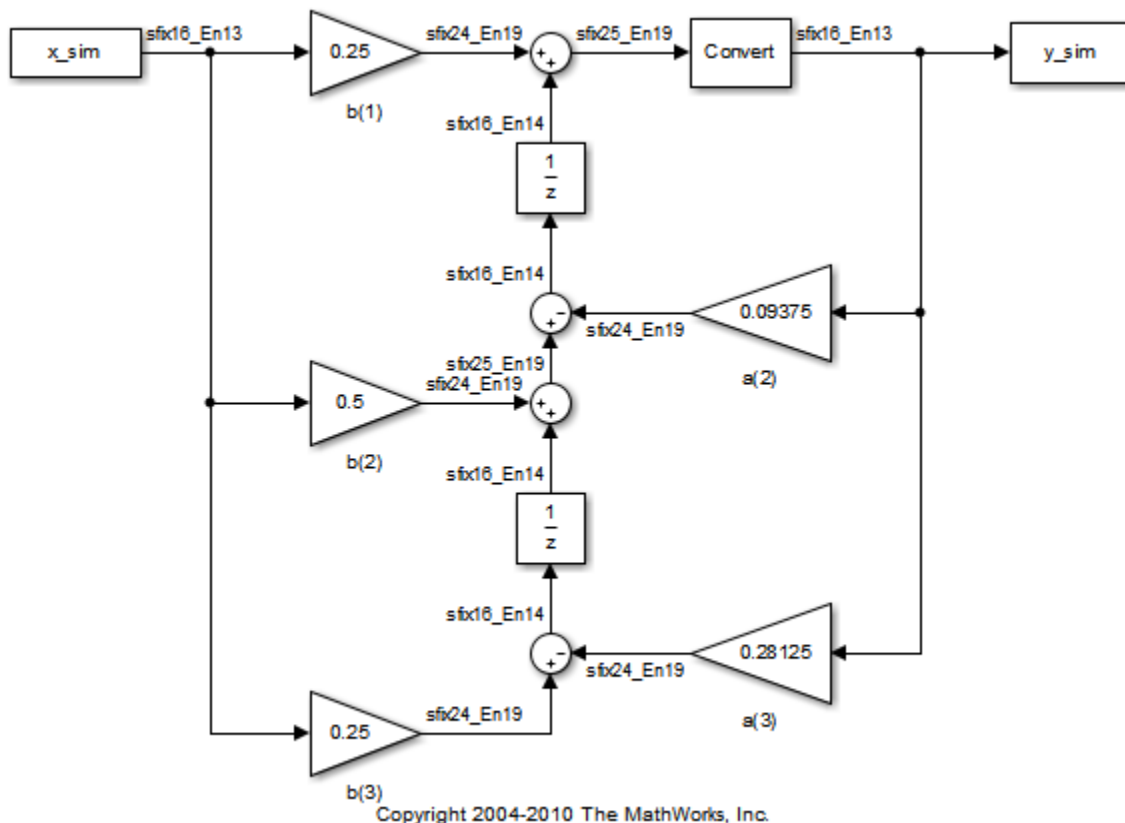 sfix16_En13
sfix24_En19
sfix25_En19
sfix16_En13
x_sim
0.25
+
+
Convert
y_sim
b(1)
sfix16_En14
1
z
sfix16_En14
+
−
0.09375
sfix24_En19
sfix25_En19
sfix24_En19
a(2)
0.5
+
+
b(2)
sfix16_En14
1
z
sfix16_En14
+
−
0.28125
sfix24_En19
sfix24_En19
a(3)
0.25
b(3)
Copyright 2004-2010 The MathWorks, Inc.